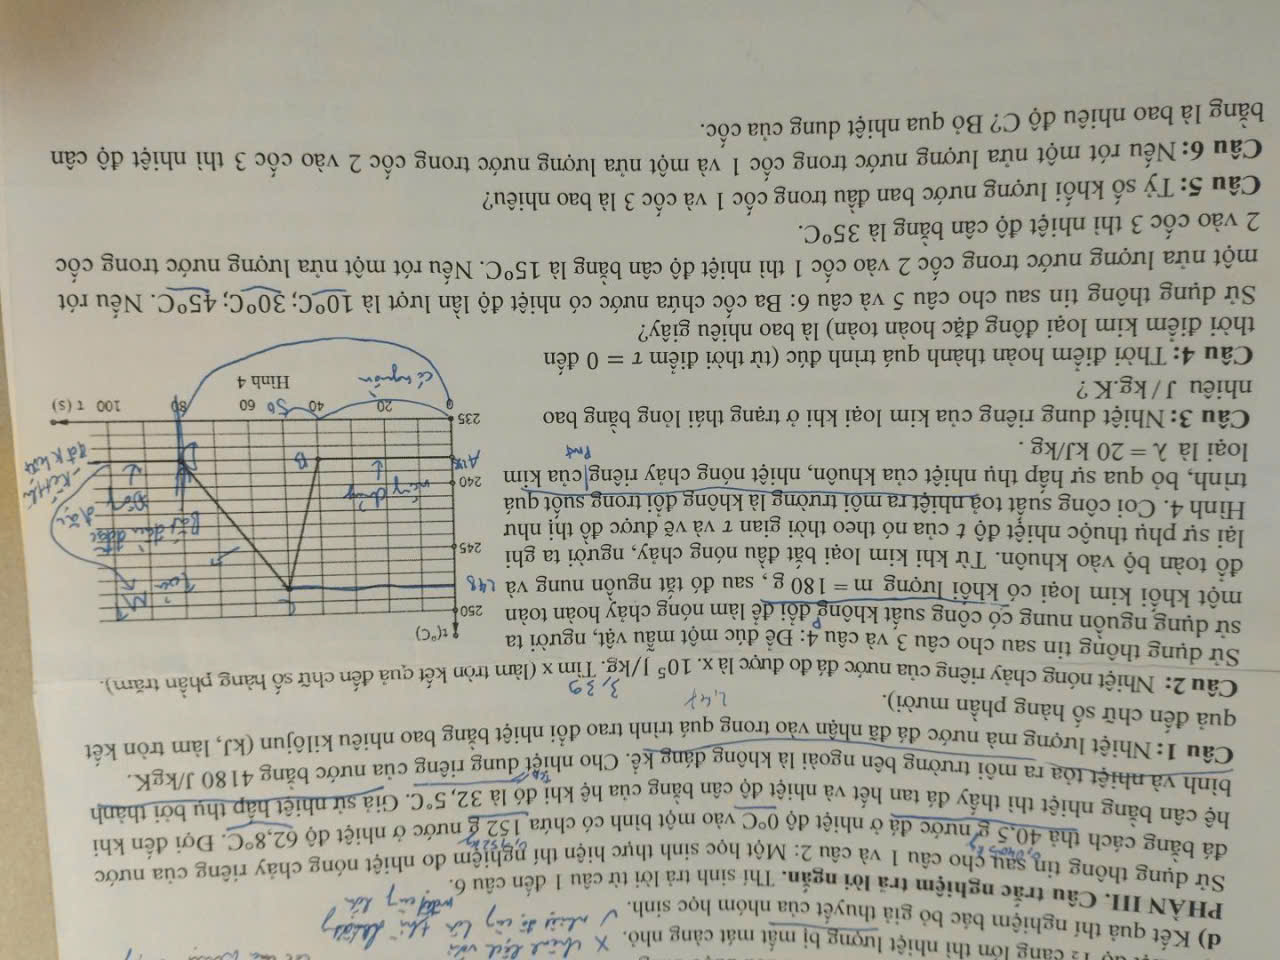 độ T₂ càng lớn thì nhiệt lượng bị mất mát càng nhỏ.
d) Kết quả thí nghiệm bác bỏ giả thuyết của nhóm học sinh.
PHẦN III. Câu trắc nghiệm trả lời ngắn. Thí sinh trả lời từ câu 1 đến câu 6.
Sử dụng thông tin sau cho câu 1 và câu 2: Một học sinh thực hiện thí nghiệm đo nhiệt nóng chảy riêng của nước
đá bằng cách thả 40,5 g nước đá ở nhiệt độ 0°C vào một bình có chứa 152 g nước ở nhiệt độ 62,8°C. Đợi đến khi
hệ cân bằng nhiệt thì thấy đá tan hết và nhiệt độ cân bằng của hệ khi đó là 32,5°C. Giả sử nhiệt hấp thụ bởi thành
bình và nhiệt tỏa ra môi trường bên ngoài là không đáng kể. Cho nhiệt dung riêng của nước bằng 4180 J/kgK.
Câu 1: Nhiệt lượng mà nước đá đã nhận vào trong quá trình trao đổi nhiệt bằng bao nhiêu kilôjun (kJ, làm tròn kết
quả đến chữ số hàng phần mười).
Câu 2: Nhiệt nóng chảy riêng của nước đá đo được là x. 10⁵ J/kg. Tìm x (làm tròn kết quả đến chữ số hàng phần trăm).
3,39
Sử dụng thông tin sau cho câu 3 và câu 4: Để đúc một mẫu vật, người ta
sử dụng nguồn nung có công suất không đổi để làm nóng chảy hoàn toàn
P
một khối kim loại có khối lượng m = 180 g, sau đó tắt nguồn nung và
đổ toàn bộ vào khuôn. Từ khi kim loại bắt đầu nóng chảy, người ta ghi
lại sự phụ thuộc nhiệt độ t của nó theo thời gian τ và vẽ được đồ thị như
Hình 4. Coi công suất toả nhiệt ra môi trường là không đổi trong suốt quá
trình, bỏ qua sự hấp thụ nhiệt của khuôn, nhiệt nóng chảy riêng của kim
loại là λ = 20 kJ/kg .
t(°C)
250
248
245
240
235
0 20 40 50 60 80 100 τ (s)
A
B
C
D
Hình 4
Câu 3: Nhiệt dung riêng của kim loại khi ở trạng thái lỏng bằng bao
nhiêu J / kg.K ?
Câu 4: Thời điểm hoàn thành quá trình đúc (từ thời điểm τ = 0 đến
thời điểm kim loại đông đặc hoàn toàn) là bao nhiêu giây?
Sử dụng thông tin sau cho câu 5 và câu 6: Ba cốc chứa nước có nhiệt độ lần lượt là 10°C; 30°C; 45°C. Nếu rót
một nửa lượng nước trong cốc 2 vào cốc 1 thì nhiệt độ cân bằng là 15°C. Nếu rót một nửa lượng nước trong cốc
2 vào cốc 3 thì nhiệt độ cân bằng là 35°C.
Câu 5: Tỷ số khối lượng nước ban đầu trong cốc 1 và cốc 3 là bao nhiêu?
Câu 6: Nếu rót một nửa lượng nước trong cốc 1 và một nửa lượng nước trong cốc 2 vào cốc 3 thì nhiệt độ cân
bằng là bao nhiêu độ C? Bỏ qua nhiệt dung của cốc.